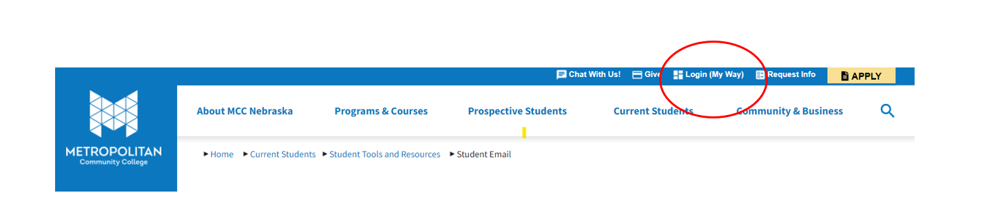 Chat With Us! Give Login (My Way) Request Info APPLY
About MCC Nebraska Programs & Courses Prospective Students Current Students Community & Business
METROPOLITAN
Community College
Home Current Students Student Tools and Resources Student Email